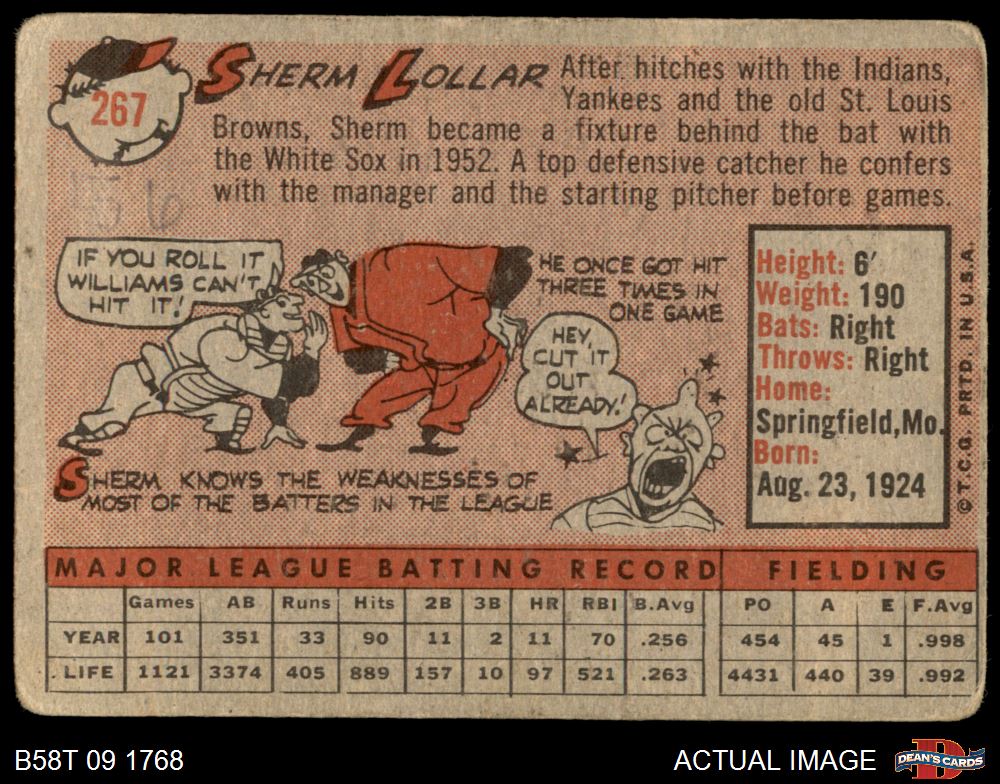 267
SHERM LOLLAR
After hitches with the Indians,
Yankees and the old St. Louis
Browns, Sherm became a fixture behind the bat with
the White Sox in 1952. A top defensive catcher he confers
with the manager and the starting pitcher before games.
IF YOU ROLL IT
WILLIAMS CAN'T
HIT IT!
HE ONCE GOT HIT
THREE TIMES IN
ONE GAME
HEY,
CUT IT
OUT
ALREADY!
SHERM KNOWS THE WEAKNESSES OF
MOST OF THE BATTERS IN THE LEAGUE
Height: 6'
Weight: 190
Bats: Right
Throws: Right
Home:
Springfield, Mo.
Born:
Aug. 23, 1924
© T.C.G. PRTD. IN U.S.A.
MAJOR LEAGUE BATTING RECORD FIELDING
Games AB Runs Hits 2B 3B HR RBI B.Avg PO A E F.Avg
YEAR 101 351 33 90 11 2 11 70 .256 454 45 1 .998
LIFE 1121 3374 405 889 157 10 97 521 .263 4431 440 39 .992
B58T 09 1768 ACTUAL IMAGE DEAN'S CARDS